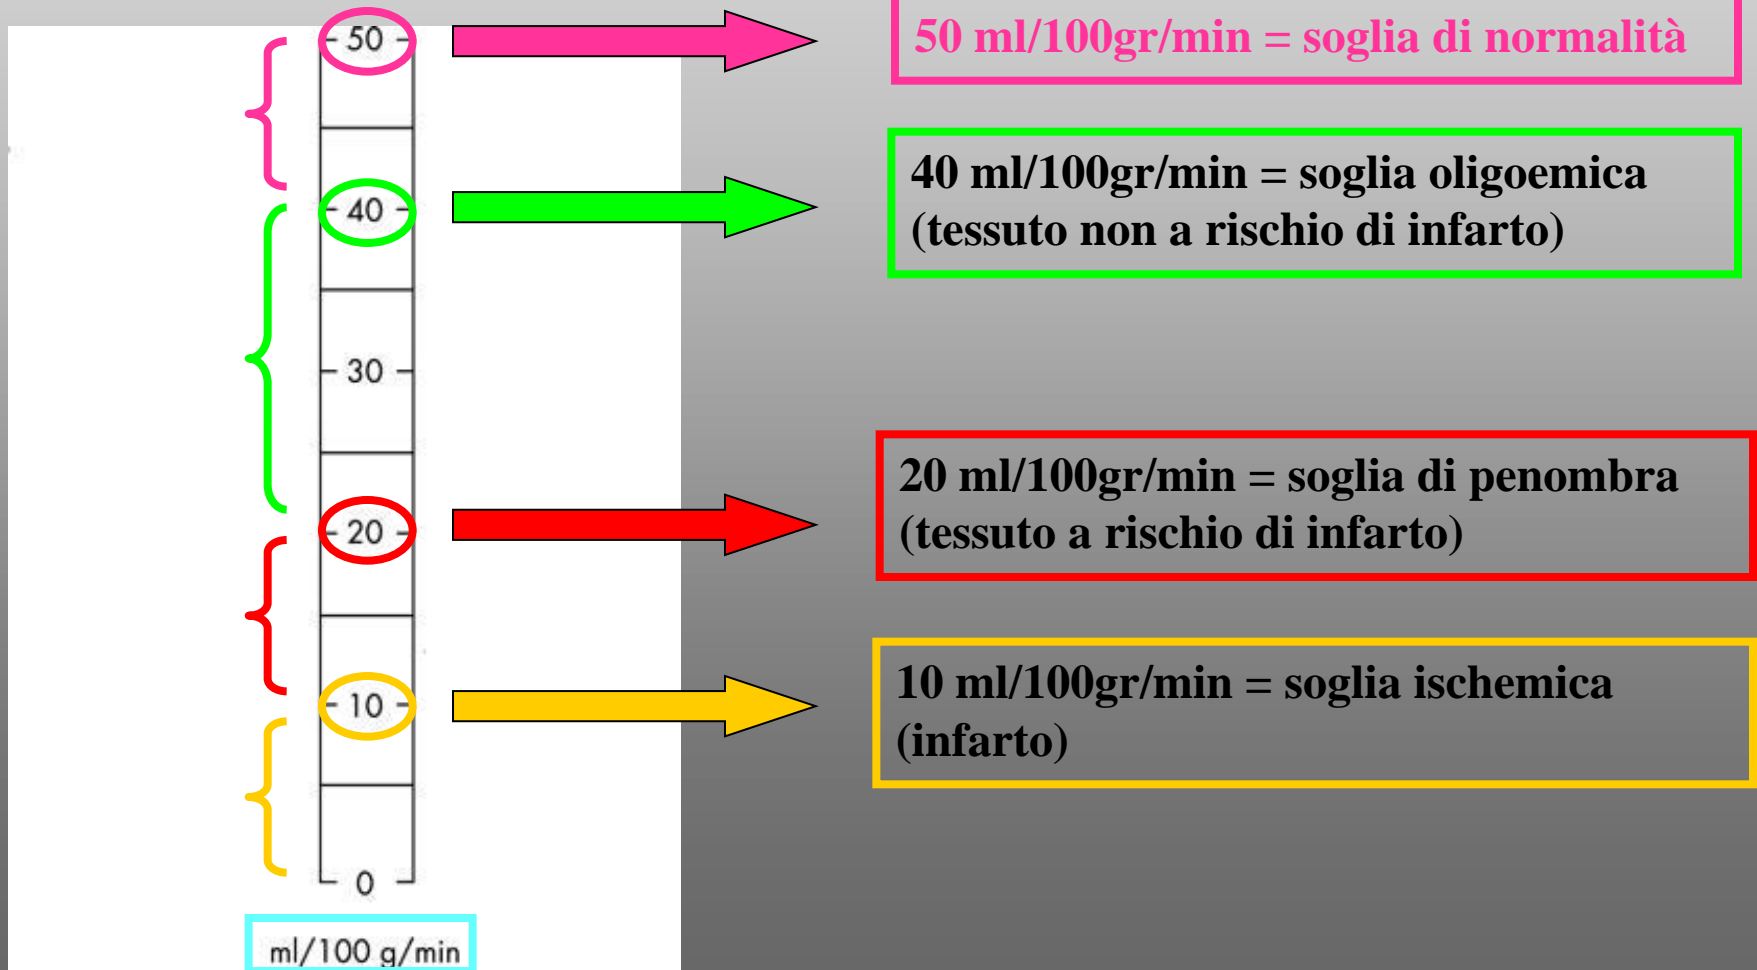 50
50 ml/100gr/min = soglia di normalità
40
40 ml/100gr/min = soglia oligoemica
(tessuto non a rischio di infarto)
30
20
20 ml/100gr/min = soglia di penombra
(tessuto a rischio di infarto)
10
10 ml/100gr/min = soglia ischemica
(infarto)
0
ml/100 g/min